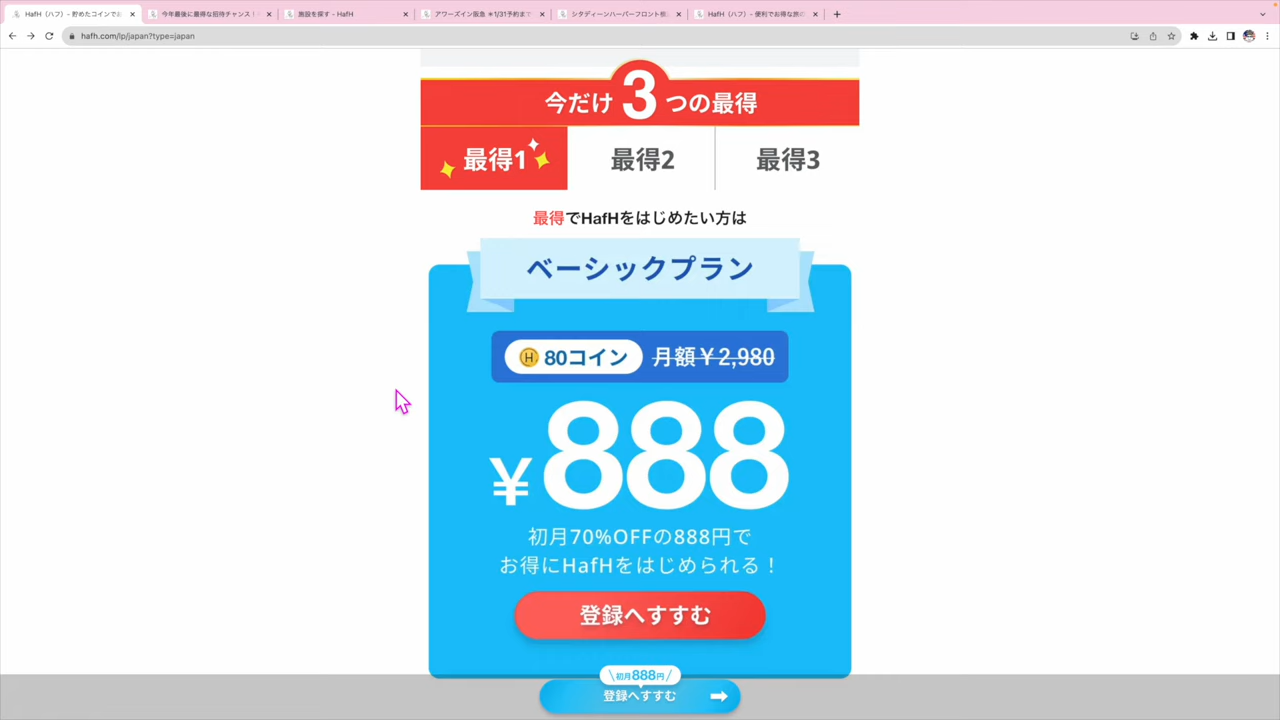 HafH（ハフ）- 貯めたコインでお
今年最後に最得な招待チャンス！
施設を探す - HafH
アワーズイン阪急 ＊1/31予約まで
シタディーンハーバーフロント横
HafH（ハフ）- 便利でお得な旅の
hafh.com/lp/japan?type=japan
今だけ3つの最得
最得1
最得2
最得3
最得でHafHをはじめたい方は
ベーシックプラン
H 80コイン 月額￥2,980
￥888
初月70%OFFの888円で
お得にHafHをはじめられる！
登録へすすむ
初月888円
登録へすすむ